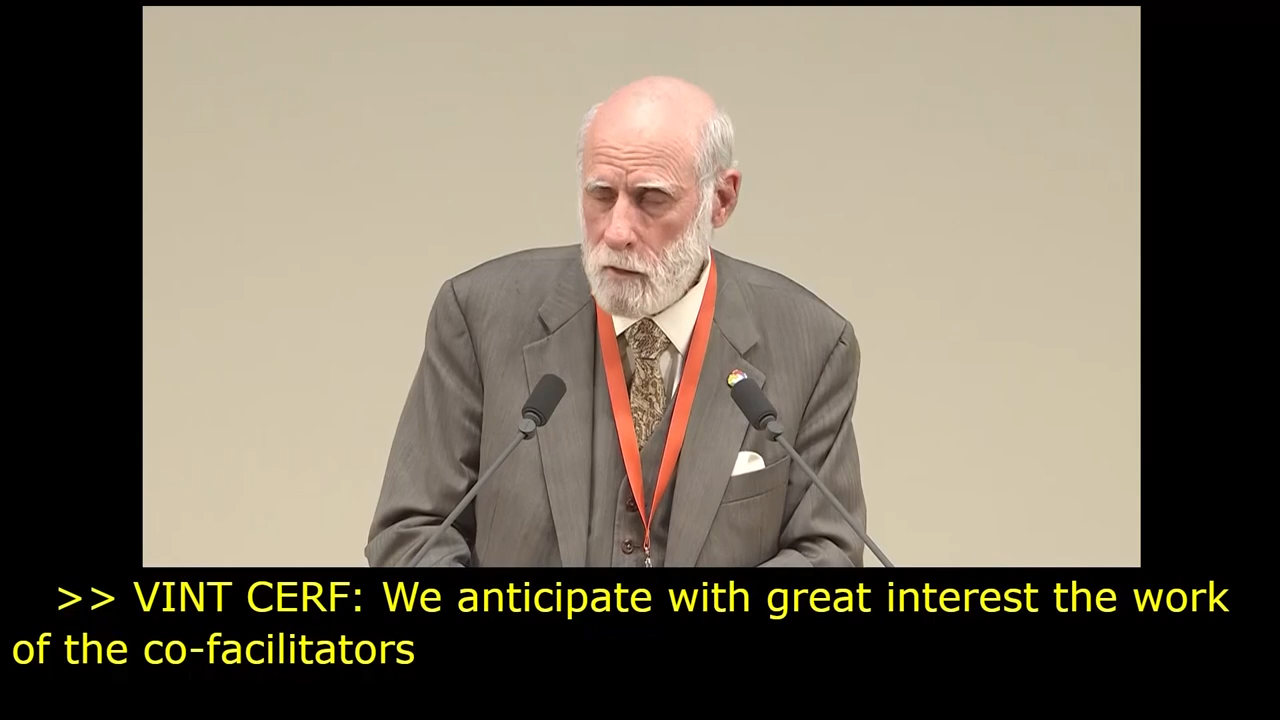 >> VINT CERF: We anticipate with great interest the work
of the co-facilitators